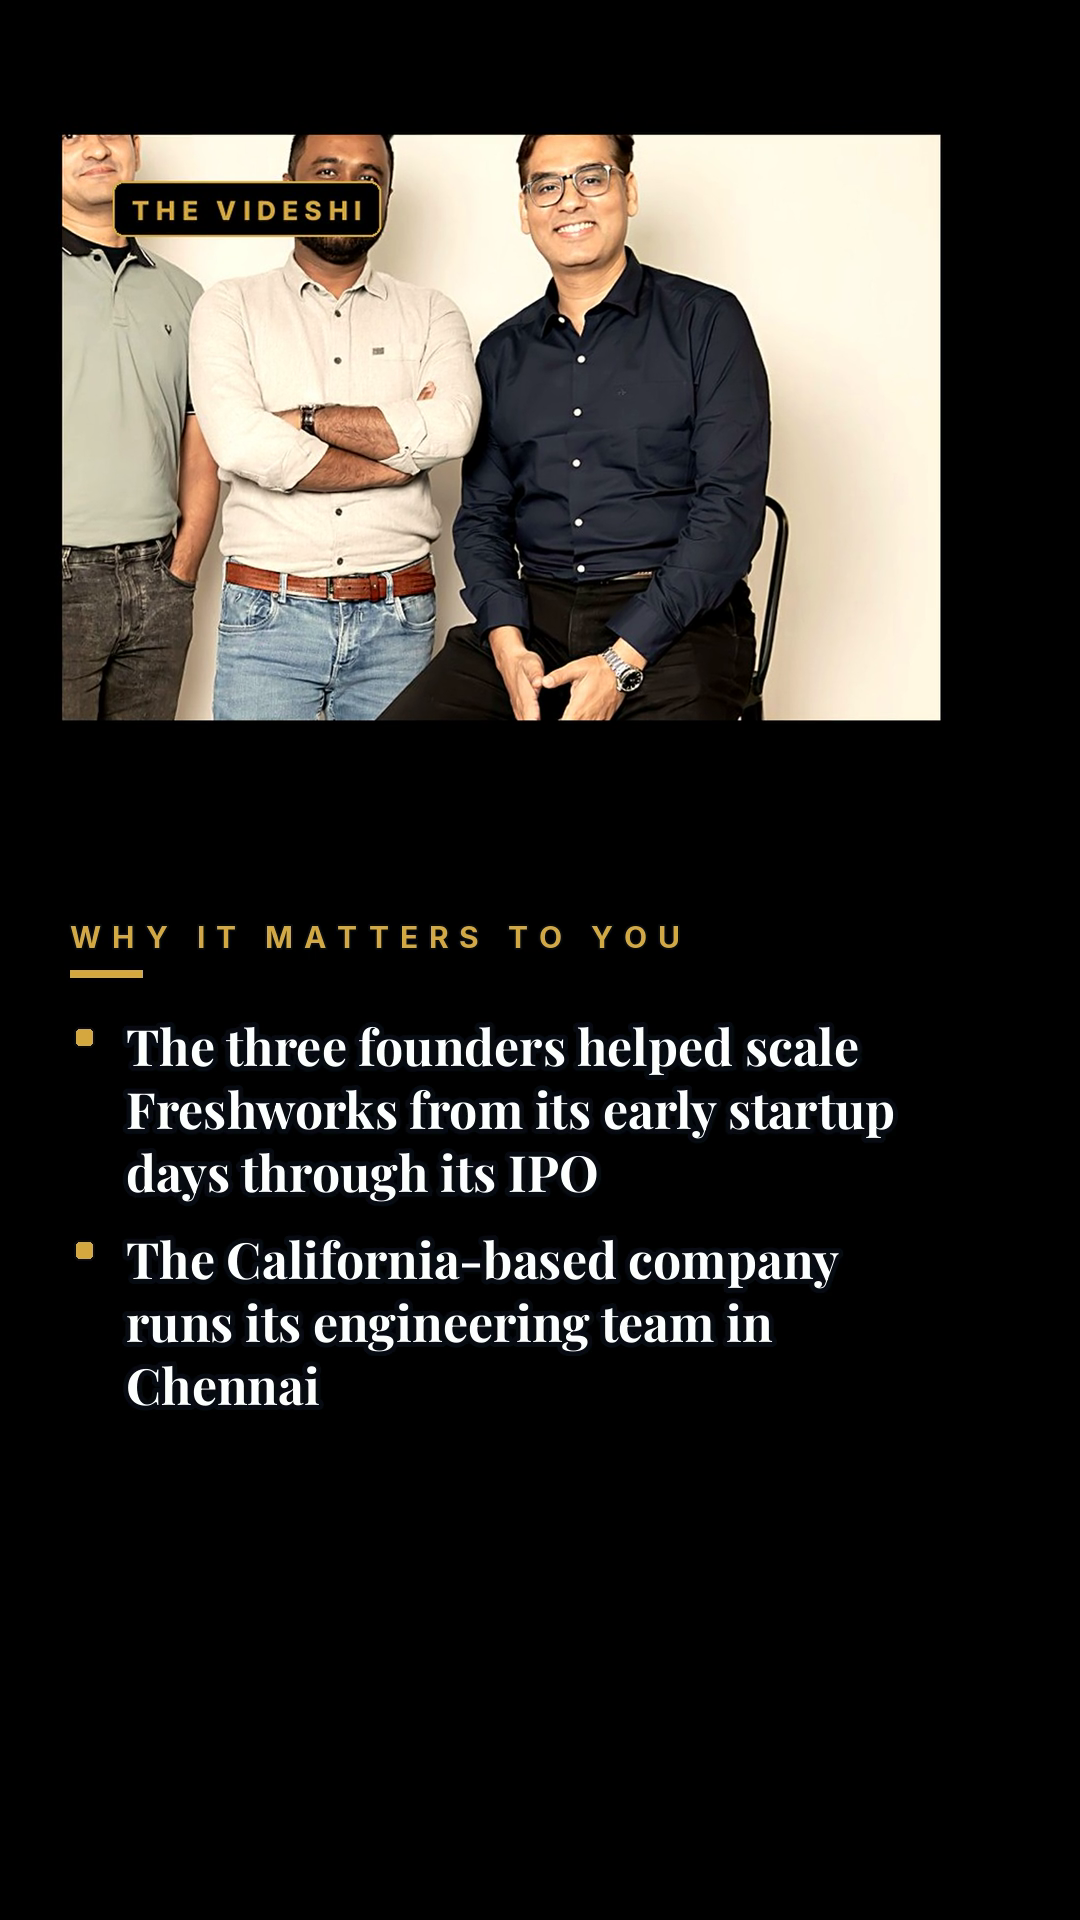 THE VIDESHI
WHY IT MATTERS TO YOU
The three founders helped scale
Freshworks from its early startup
days through its IPO
The California-based company
runs its engineering team in
Chennai